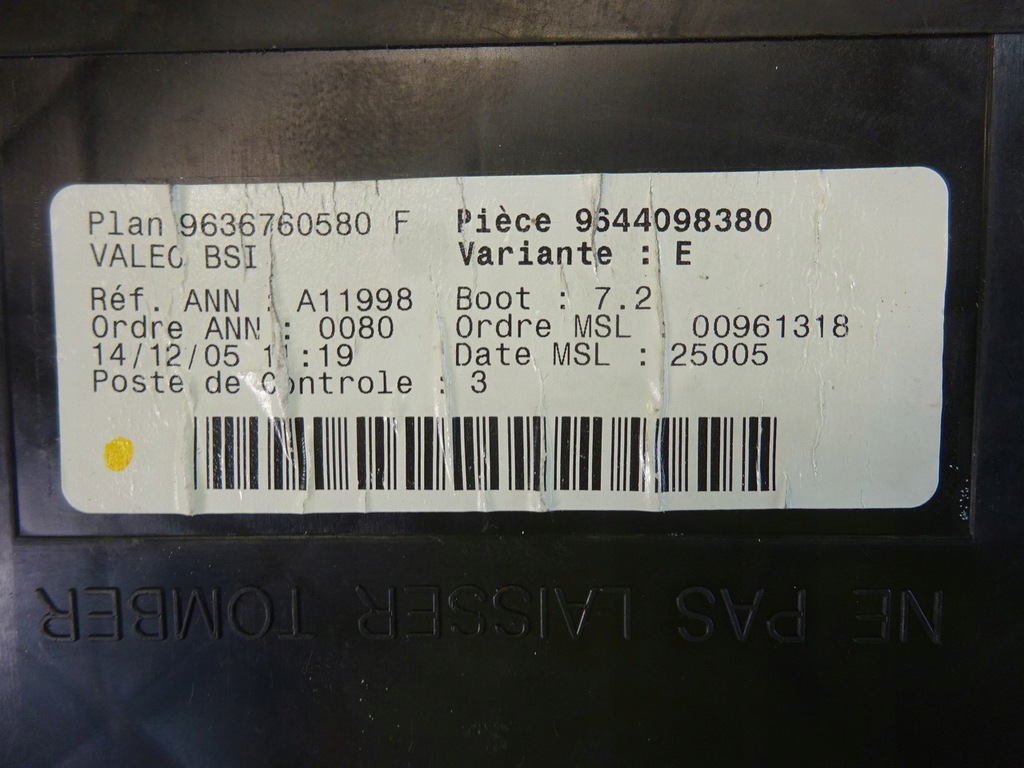 Plan 9636760580 F
VALEO BSI
Pièce 9644098380
Variante : E
Réf. ANN : A11998
Ordre ANN : 0080
14/12/05 11:19
Poste de Controle : 3
Boot : 7.2
Ordre MSL : 00961318
Date MSL : 25005
NE PAS LAISSER TOMBER